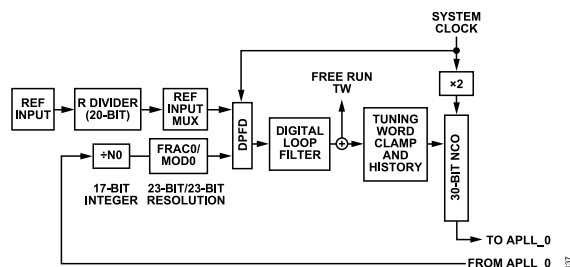 SYSTEM
CLOCK
FREE RUN
TW
×2
REF
INPUT
R DIVIDER
(20-BIT)
REF
INPUT
MUX
DPFD
DIGITAL
LOOP
FILTER
+
TUNING
WORD
CLAMP
AND
HISTORY
30-BIT NCO
÷N0
FRAC0/
MOD0
17-BIT
INTEGER
23-BIT/23-BIT
RESOLUTION
TO APLL_0
FROM APLL_0